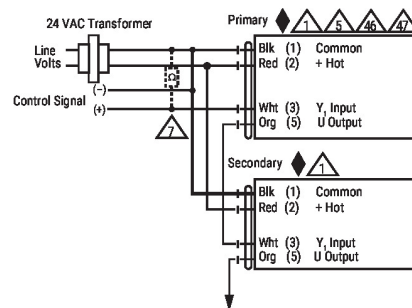 24 VAC Transformer
Primary 1 5 46 47
Line Volts
Blk (1) Common
Red (2) + Hot
Ω
(–)
Control Signal (+)
Wht (3) Y1 Input
Org (5) U Output
7
Secondary 1
Blk (1) Common
Red (2) + Hot
Wht (3) Y1 Input
Org (5) U Output